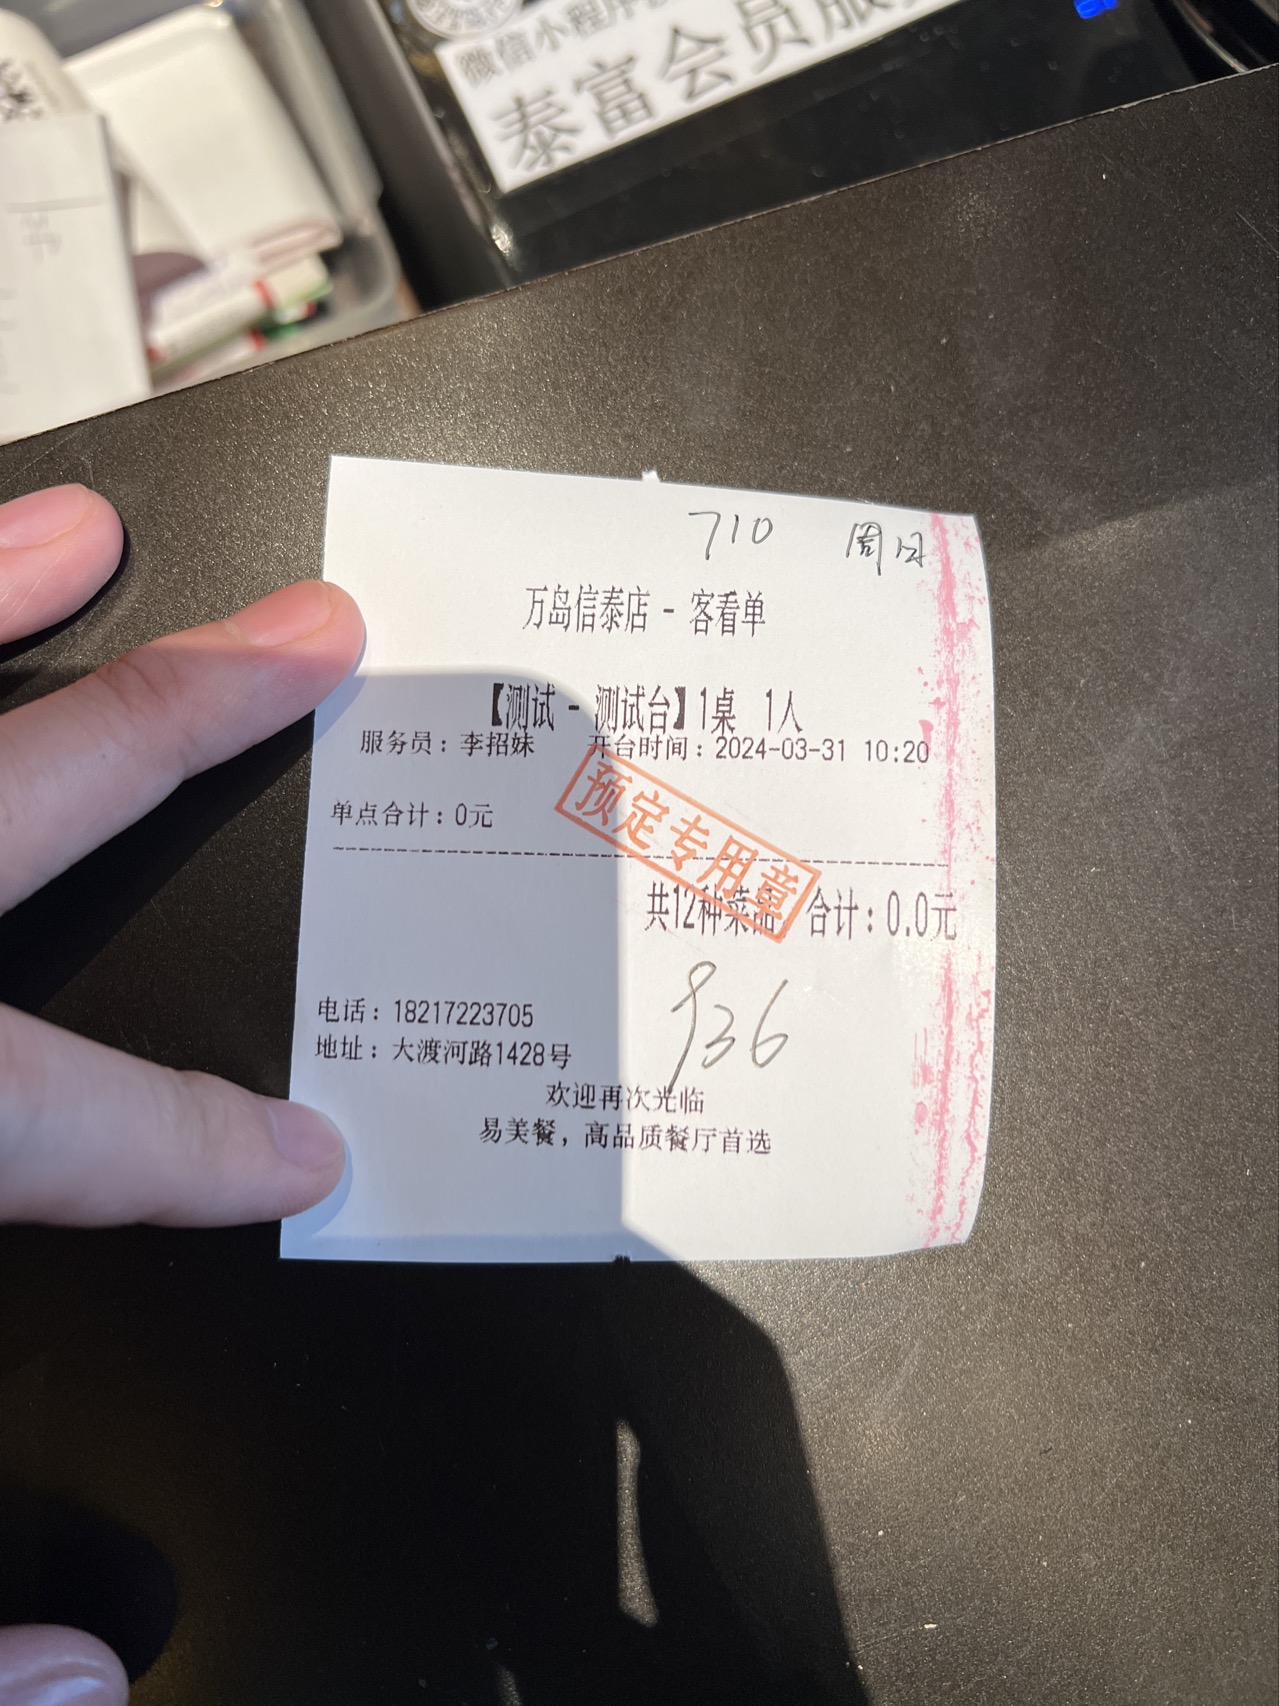 微信小程序
泰富会员服
710 周日
万岛信泰店 - 客看单
【测试 - 测试台】1桌 1人
服务员：李招妹 开台时间：2024-03-31 10:20
预定专用章
单点合计：0元
共12种菜品，合计：0.0元
936
电话：18217223705
地址：大渡河路1428号
欢迎再次光临
易美餐，高品质餐厅首选